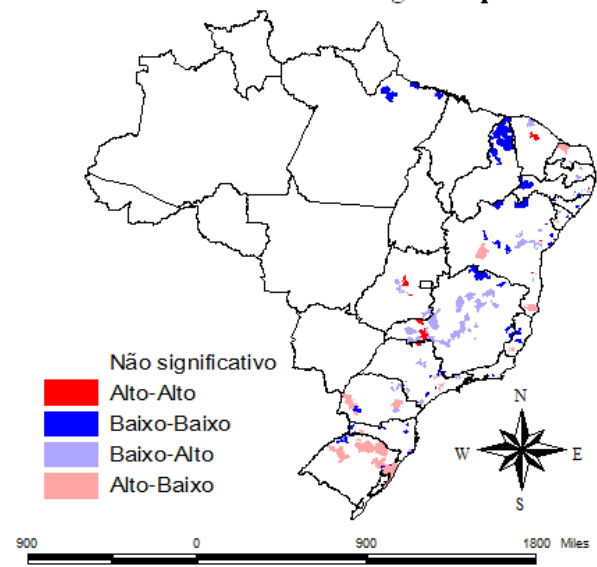 Não significativo
Alto-Alto
Baixo-Baixo
Baixo-Alto
Alto-Baixo
N
W E
S
900 0 900 1800 Miles